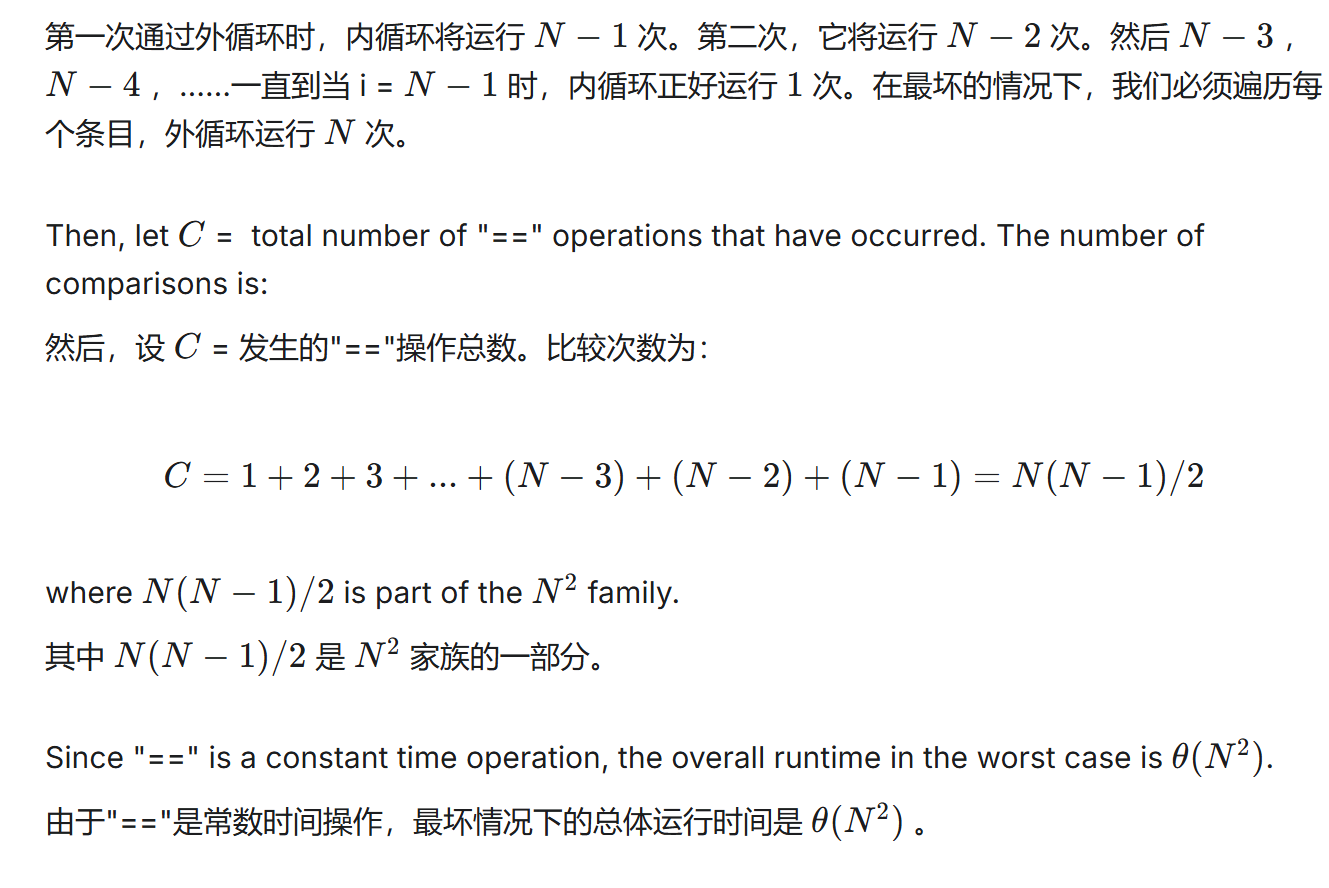 第一次通过外循环时，内循环将运行 N − 1 次。第二次，它将运行 N − 2 次。然后 N − 3 ，
N − 4 ，……一直到当 i = N − 1 时，内循环正好运行 1 次。在最坏的情况下，我们必须遍历每
个条目，外循环运行 N 次。
Then, let C = total number of "==" operations that have occurred. The number of
comparisons is:
然后，设 C = 发生的"=="操作总数。比较次数为：
C = 1 + 2 + 3 + ... + (N − 3) + (N − 2) + (N − 1) = N(N − 1)/2
where N(N − 1)/2 is part of the N² family.
其中 N(N − 1)/2 是 N² 家族的一部分。
Since "==" is a constant time operation, the overall runtime in the worst case is θ(N²).
由于"=="是常数时间操作，最坏情况下的总体运行时间是 θ(N²) 。